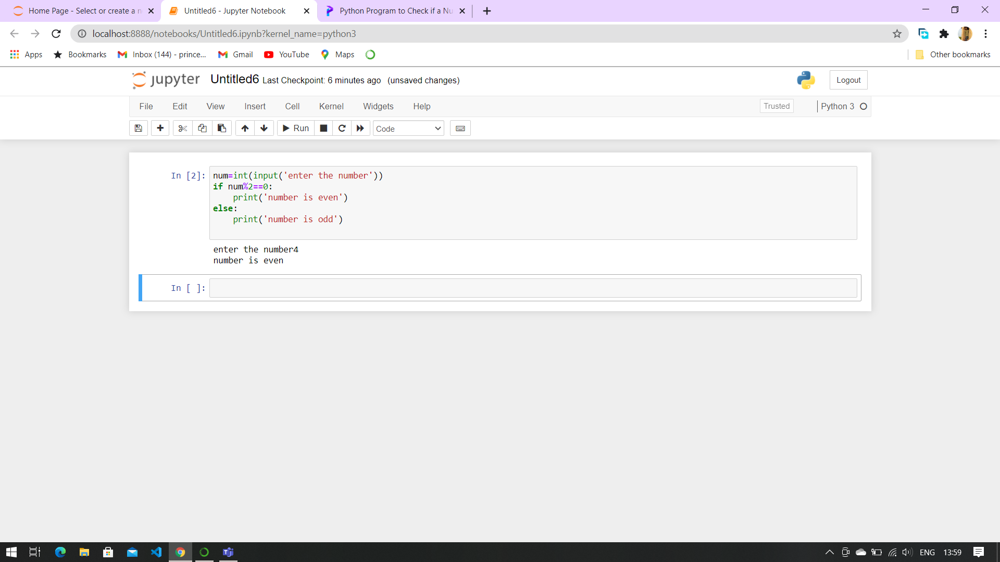 Home Page - Select or create a n
Untitled6 - Jupyter Notebook
Python Program to Check if a Nu
localhost:8888/notebooks/Untitled6.ipynb?kernel_name=python3
Apps
Bookmarks
Inbox (144) - prince...
Gmail
YouTube
Maps
Other bookmarks
jupyter
Untitled6 Last Checkpoint: 6 minutes ago (unsaved changes)
Logout
File Edit View Insert Cell Kernel Widgets Help
Trusted
Python 3
Run
Code
In [2]:
num=int(input('enter the number'))
if num%2==0:
    print('number is even')
else:
    print('number is odd')
enter the number4
number is even
In [ ]:
ENG
13:59